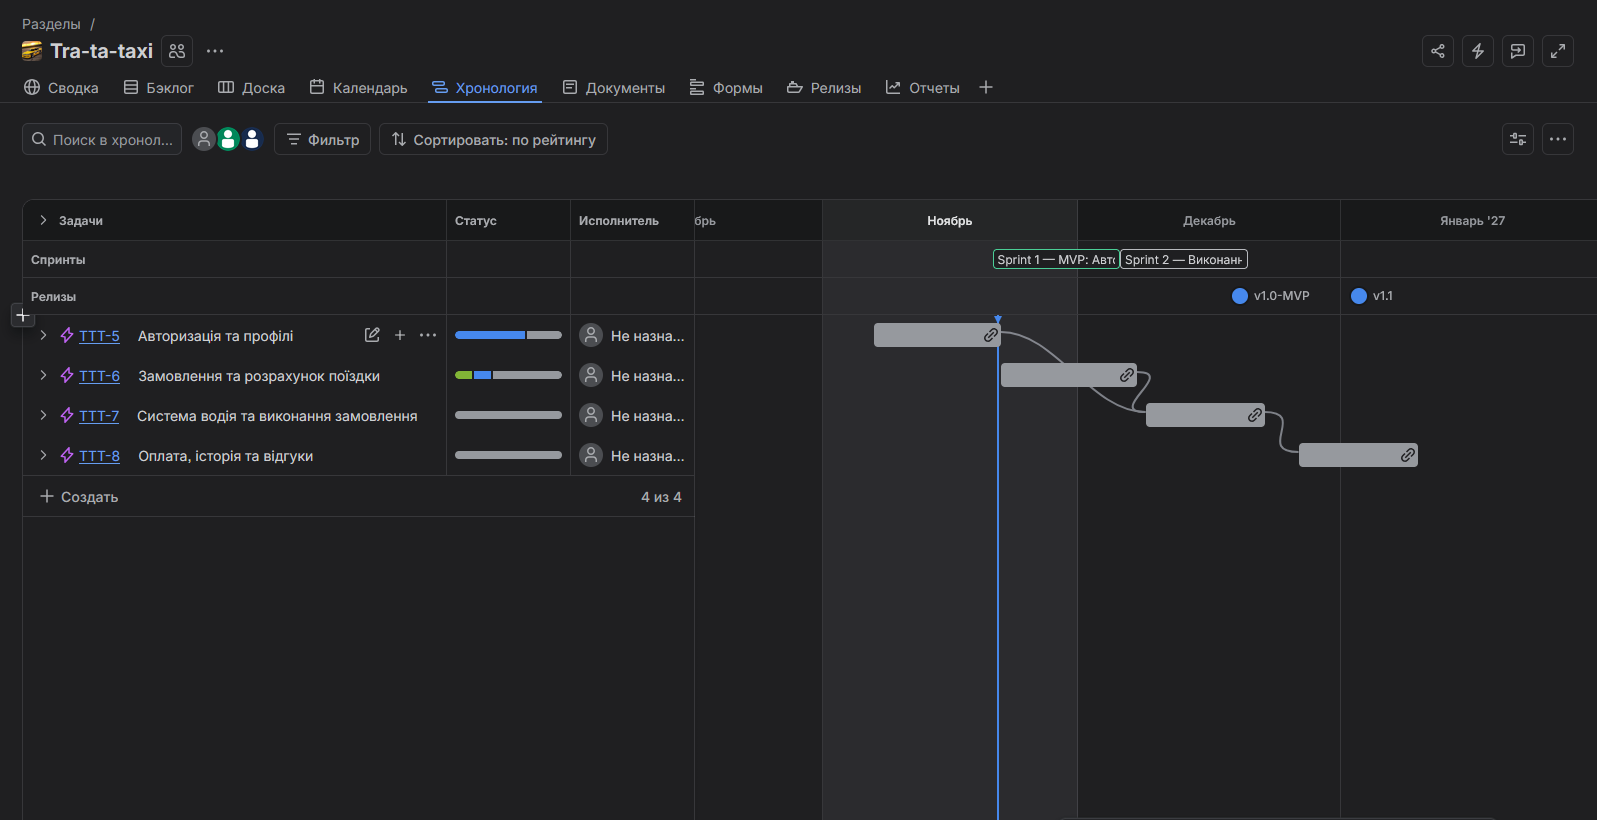 Разделы /
Tra-ta-taxi
Сводка Бэклог Доска Календарь Хронология Документы Формы Релизы Отчеты
Поиск в хронол... Фильтр Сортировать: по рейтингу
Задачи Статус Исполнитель брь Ноябрь Декабрь Январь '27
Спринты Sprint 1 — MVP: Авто Sprint 2 — Виконанн
Релизы v1.0-MVP v1.1
TTT-5 Авторизація та профілі Не назна...
TTT-6 Замовлення та розрахунок поїздки Не назна...
TTT-7 Система водія та виконання замовлення Не назна...
TTT-8 Оплата, історія та відгуки Не назна...
Создать 4 из 4